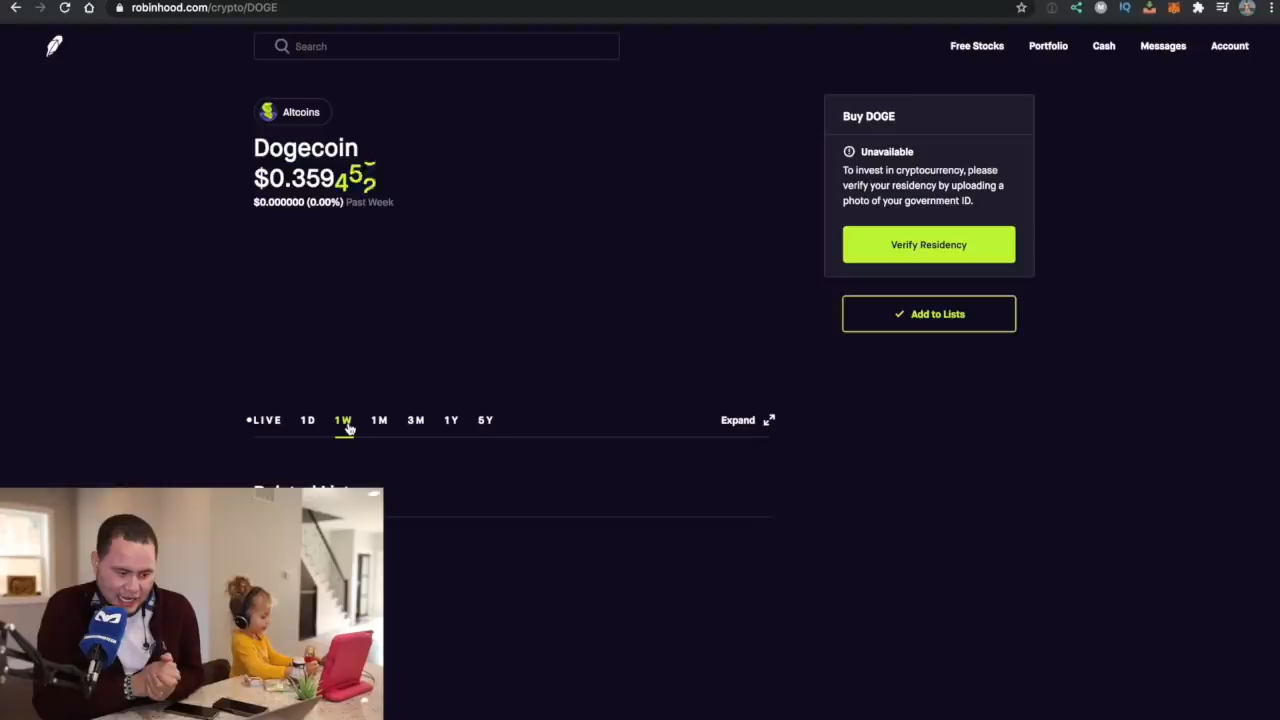 robinhood.com/crypto/DOGE
Search
Free Stocks Portfolio Cash Messages Account
Altcoins
Dogecoin
$0.359
$0.000000 (0.00%) Past Week
Buy DOGE
Unavailable
To invest in cryptocurrency, please
verify your residency by uploading a
photo of your government ID.
Verify Residency
Add to Lists
LIVE 1D 1W 1M 3M 1Y 5Y
Expand